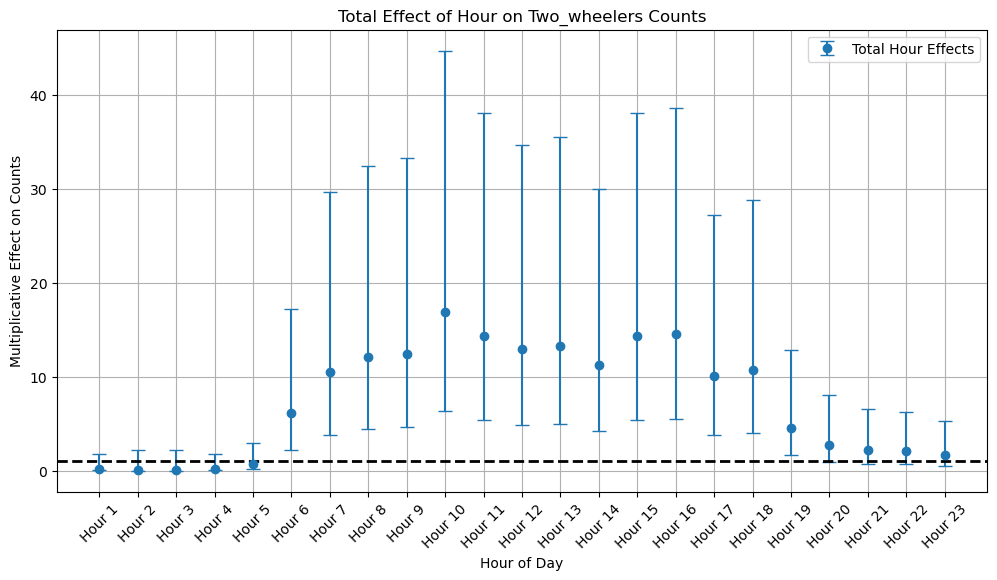 Total Effect of Hour on Two_wheelers Counts
Total Hour Effects
Multiplicative Effect on Counts
40
30
20
10
0
Hour 1
Hour 2
Hour 3
Hour 4
Hour 5
Hour 6
Hour 7
Hour 8
Hour 9
Hour 10
Hour 11
Hour 12
Hour 13
Hour 14
Hour 15
Hour 16
Hour 17
Hour 18
Hour 19
Hour 20
Hour 21
Hour 22
Hour 23
Hour of Day